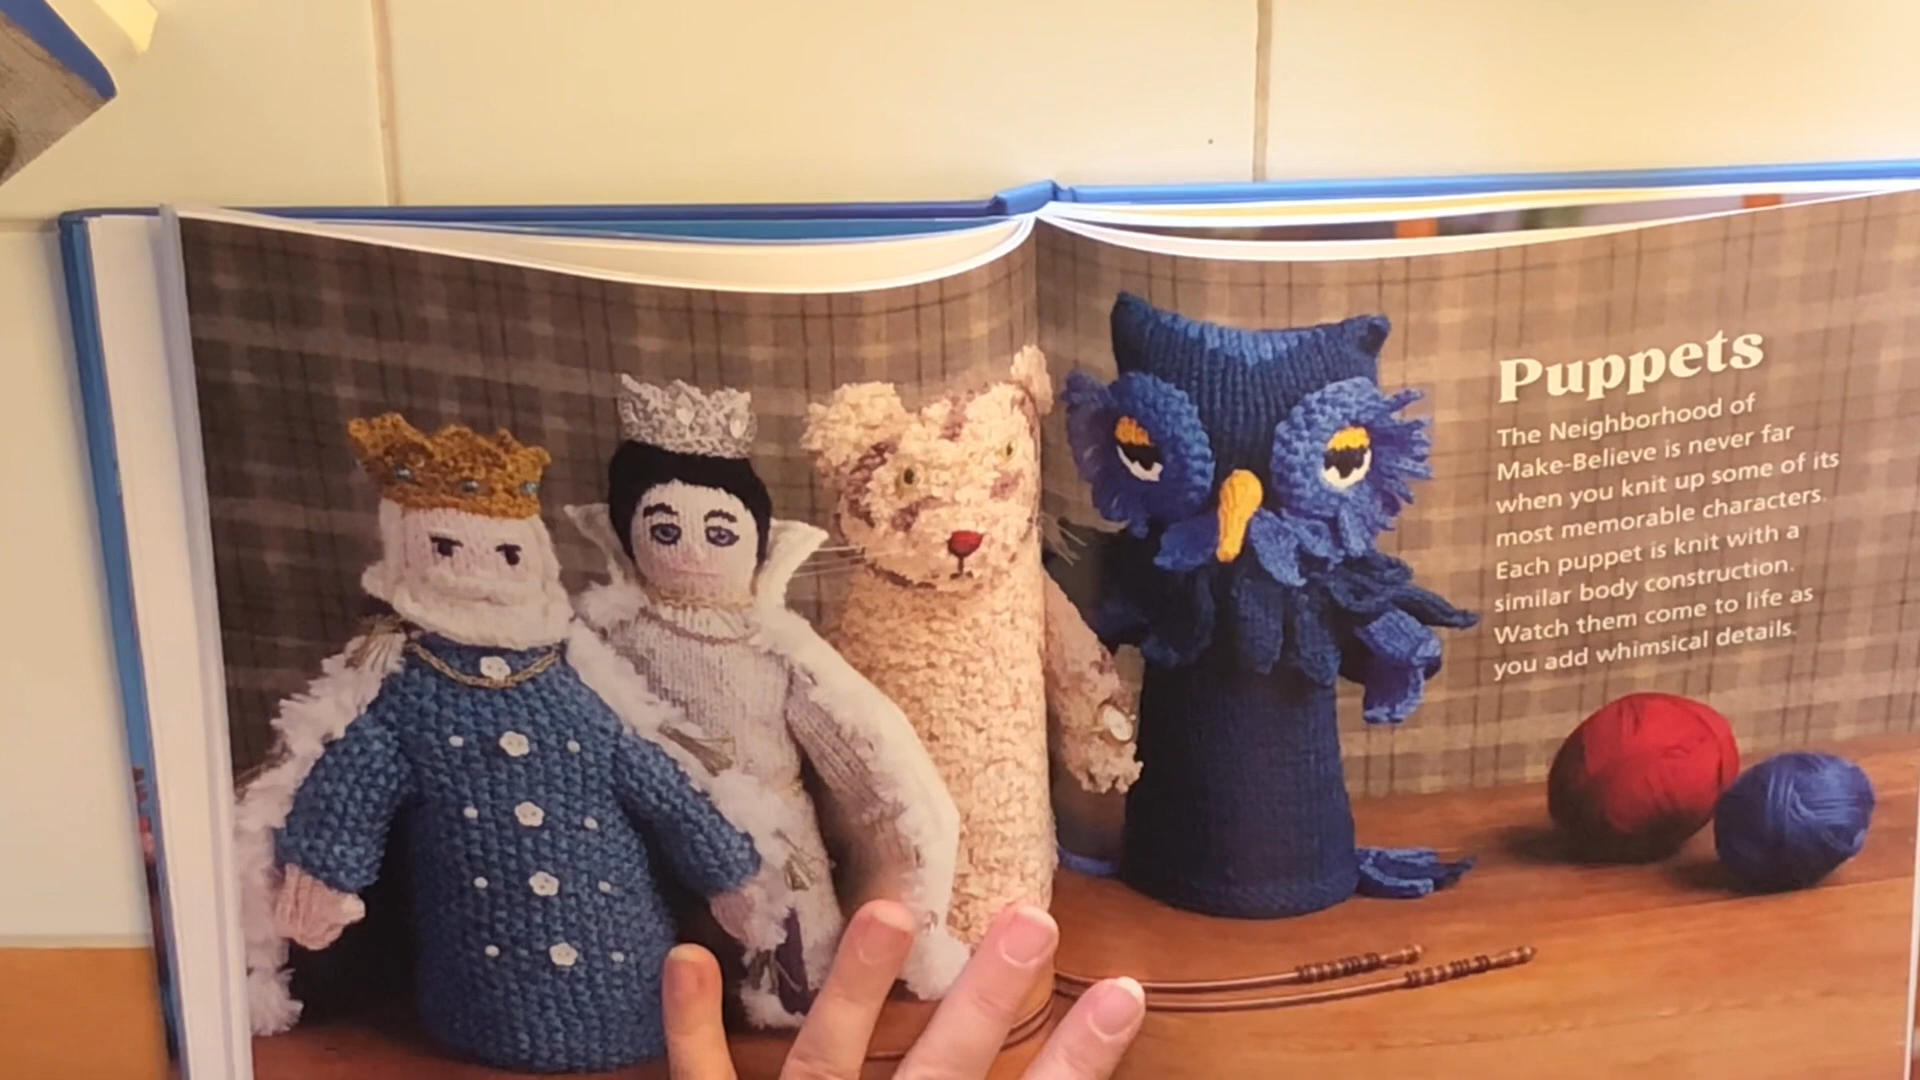 Puppets
The Neighborhood of
Make-Believe is never far
when you knit up some of its
most memorable characters.
Each puppet is knit with a
similar body construction.
Watch them come to life as
you add whimsical details.